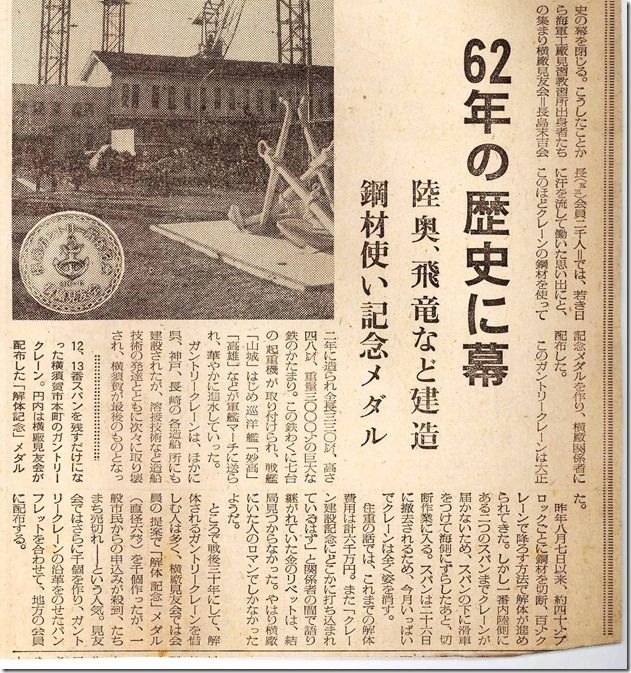 62年の歴史に幕
陸奥、飛竜など建造
鋼材使い記念メダル
史の幕を閉じる。こうしたことか
ら海軍工廠見習教習所出身者たち
の集まり横廠見友会=長島末吉会
長会員二千人=では、若き日
に汗を流して働いた思い出にと、
このほどクレーンの鋼材を使って
記念メダルを作り、横廠関係者に
配布した。
このガントリークレーンは大正
二年に造られ全長三三〇㍍、高さ
四八㍍、重量三〇〇〇㌧の巨大な
鉄のかたまり。この鉄わくに七台
の起重機が取り付けられ、戦艦
「山城」はじめ巡洋艦「妙高」
「高雄」などが軍艦マーチに送ら
れ、華やかに進水していった。
ガントリークレーンは、ほかに
呉、神戸、長崎の各造船所にも
建設されたが、溶接技術など造船
技術の発達とともに次々に取り壊
され、横須賀が最後のものとなっ
た。
昨年八月七日以来、約四十㌧ブ
ロックごとに鋼材を切断、百㌧ク
レーンで降ろす方法で解体が進め
られてきた。しかし一番内陸側に
ある二つのスパンまでクレーンが
届かないため、スパンの下に滑車
をつけて海側にずらしたあと、切
断作業に入る。スパンは二十六日
に撤去されるため、今月いっぱい
でクレーンは全く姿を消す。
住重の話では、これまでの解体
費用は計六千万円。また「クレー
ン建設記念にどこかに打ち込まれ
ているはず」と関係者の間で語り
継がれていた金のリベットは、結
局見つからなかった。やはり横廠
にいた人のロマンでしかなかった
ようだ。
ところで戦後三十年にして、解
体されるガントリークレーンを惜
しむ人は多く、横廠見友会では会
員の提案で「解体記念」メダル
(直径六㌢)を千個作ったが、一
般市民からの申込みが殺到、たち
まち売切れ――という人気。見友
会ではさらに千個を作り、ガント
リークレーンの沿革をのせたパン
フレットを合わせて、地方の会員
に配布する。
12、13番スパンを残すだけにな
った横須賀市本町のガントリー
クレーン。円内は横廠見友会が
配布した「解体記念」メダル